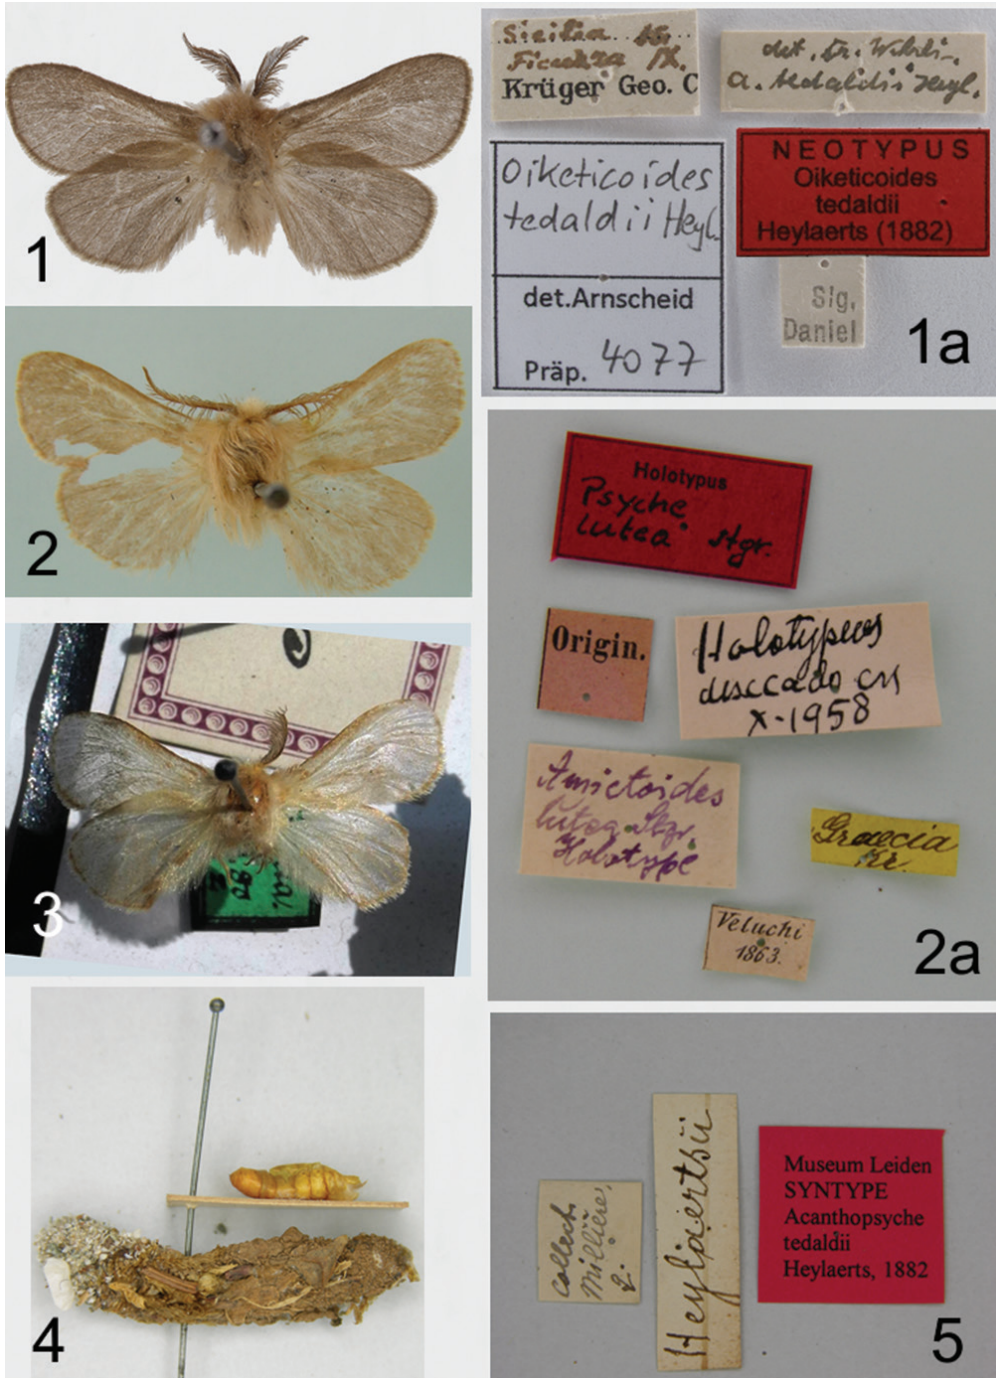 1
Sicilia
Ficuzza IX.
Krüger Geo. C
det. Dr. Wehrli
A. tedaldii Heyl.
Oiketicoides
tedaldii Heyl.
det.Arnscheid
Präp. 4077
NEOTYPUS
Oiketicoides
tedaldii
Heylaerts (1882)
Slg.
Daniel
1a
2
Holotypus
Psyche
lutea Stgr.
Origin.
Holotypus
X-1958
Amictoides
lutea Stgr.
Holotype
Graecia
Kr.
Veluchi
1863.
2a
3
4
collect.
Millière
Heylaertsii
Museum Leiden
SYNTYPE
Acanthopsyche
tedaldii
Heylaerts, 1882
5